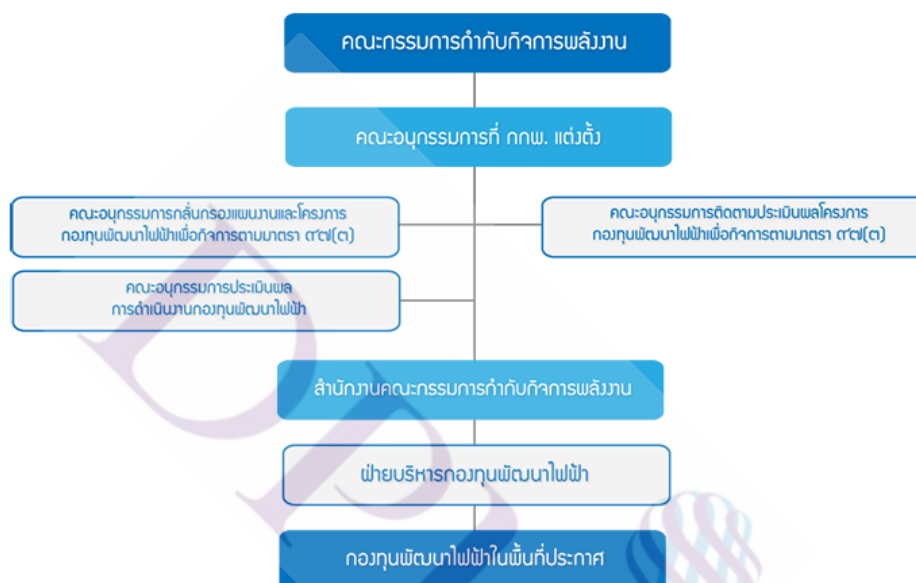 คณะกรรมการกำกับกิจการพลังงาน
คณะอนุกรรมการที่ กกพ. แต่งตั้ง
คณะอนุกรรมการกลั่นกรองแผนงานและโครงการ
กองทุนพัฒนาไฟฟ้าเพื่อกิจการตามมาตรา ๙๗(๓)
คณะอนุกรรมการติดตามประเมินผลโครงการ
กองทุนพัฒนาไฟฟ้าเพื่อกิจการตามมาตรา ๙๗(๓)
คณะอนุกรรมการประเมินผล
การดำเนินงานกองทุนพัฒนาไฟฟ้า
สำนักงานคณะกรรมการกำกับกิจการพลังงาน
ฝ่ายบริหารกองทุนพัฒนาไฟฟ้า
กองทุนพัฒนาไฟฟ้าในพื้นที่ประกาศ
DPU